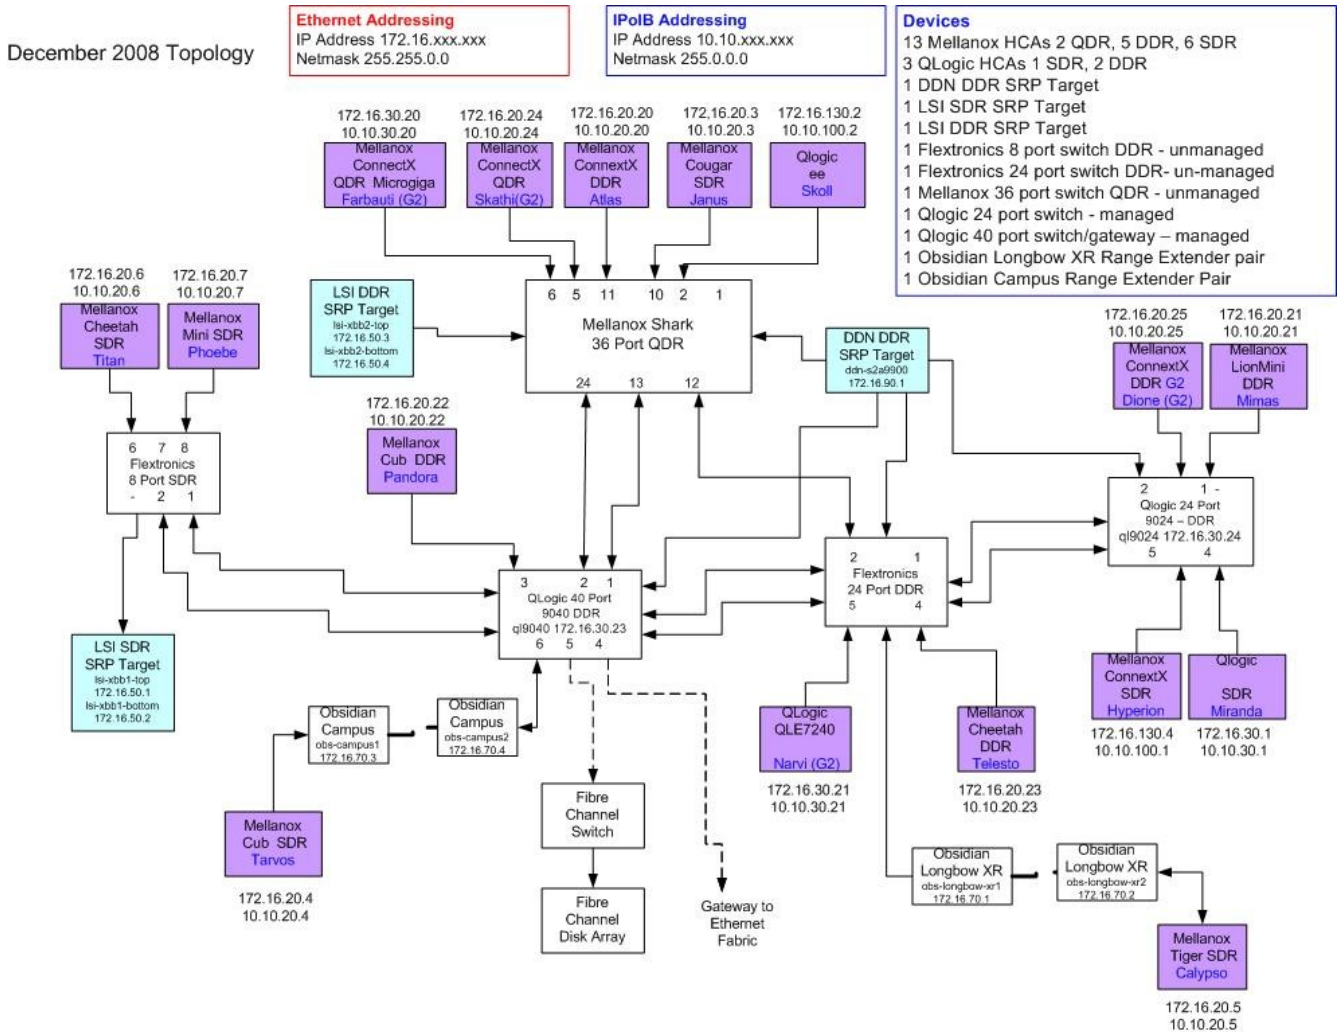 December 2008 Topology
Ethernet Addressing
IP Address 172.16.xxx.xxx
Netmask 255.255.0.0
IPoIB Addressing
IP Address 10.10.xxx.xxx
Netmask 255.0.0.0
Devices
13 Mellanox HCAs 2 QDR, 5 DDR, 6 SDR
3 QLogic HCAs 1 SDR, 2 DDR
1 DDN DDR SRP Target
1 LSI SDR SRP Target
1 LSI DDR SRP Target
1 Flextronics 8 port switch DDR - unmanaged
1 Flextronics 24 port switch DDR- un-managed
1 Mellanox 36 port switch QDR - unmanaged
1 Qlogic 24 port switch - managed
1 Qlogic 40 port switch/gateway – managed
1 Obsidian Longbow XR Range Extender pair
1 Obsidian Campus Range Extender Pair
172.16.30.20
10.10.30.20
Mellanox
ConnectX
QDR Microgiga
Farbauti (G2)
172.16.20.24
10.10.20.24
Mellanox
ConnectX
QDR
Skathi(G2)
172.16.20.20
10.10.20.20
Mellanox
ConnextX
DDR
Atlas
172,16.20.3
10.10.20.3
Mellanox
Cougar
SDR
Janus
172.16.130.2
10.10.100.2
Qlogic
ee
Skoll
172.16.20.6
10.10.20.6
Mellanox
Cheetah
SDR
Titan
172.16.20.7
10.10.20.7
Mellanox
Mini SDR
Phoebe
LSI DDR
SRP Target
lsi-xbb2-top
172.16.50.3
lsi-xbb2-bottom
172.16.50.4
6 5 11 10 2 1
Mellanox Shark
36 Port QDR
24 13 12
DDN DDR
SRP Target
ddn-s2a9900
172.16.90.1
172.16.20.25
10.10.20.25
Mellanox
ConnextX
DDR G2
Dione (G2)
172.16.20.21
10.10.20.21
Mellanox
LionMini
DDR
Mimas
172.16.20.22
10.10.20.22
Mellanox
Cub DDR
Pandora
6 7 8
Flextronics
8 Port SDR
- 2 1
2 1 -
Qlogic 24 Port
9024 – DDR
ql9024 172.16.30.24
5 4
2 1
Flextronics
24 Port DDR
5 4
3 2 1
QLogic 40 Port
9040 DDR
ql9040 172.16.30.23
6 5 4
LSI SDR
SRP Target
lsi-xbb1-top
172.16.50.1
lsi-xbb1-bottom
172.16.50.2
Obsidian
Campus
obs-campus1
172.16.70.3
Obsidian
Campus
obs-campus2
172.16.70.4
QLogic
QLE7240
Narvi (G2)
172.16.30.21
10.10.30.21
Mellanox
Cheetah
DDR
Telesto
172.16.20.23
10.10.20.23
Mellanox
ConnextX
SDR
Hyperion
172.16.130.4
10.10.100.1
Qlogic
SDR
Miranda
172.16.30.1
10.10.30.1
Mellanox
Cub SDR
Tarvos
172.16.20.4
10.10.20.4
Fibre
Channel
Switch
Fibre
Channel
Disk Array
Gateway to
Ethernet
Fabric
Obsidian
Longbow XR
obs-longbow-xr1
172.16.70.1
Obsidian
Longbow XR
obs-longbow-xr2
172.16.70.2
Mellanox
Tiger SDR
Calypso
172.16.20.5
10.10.20.5